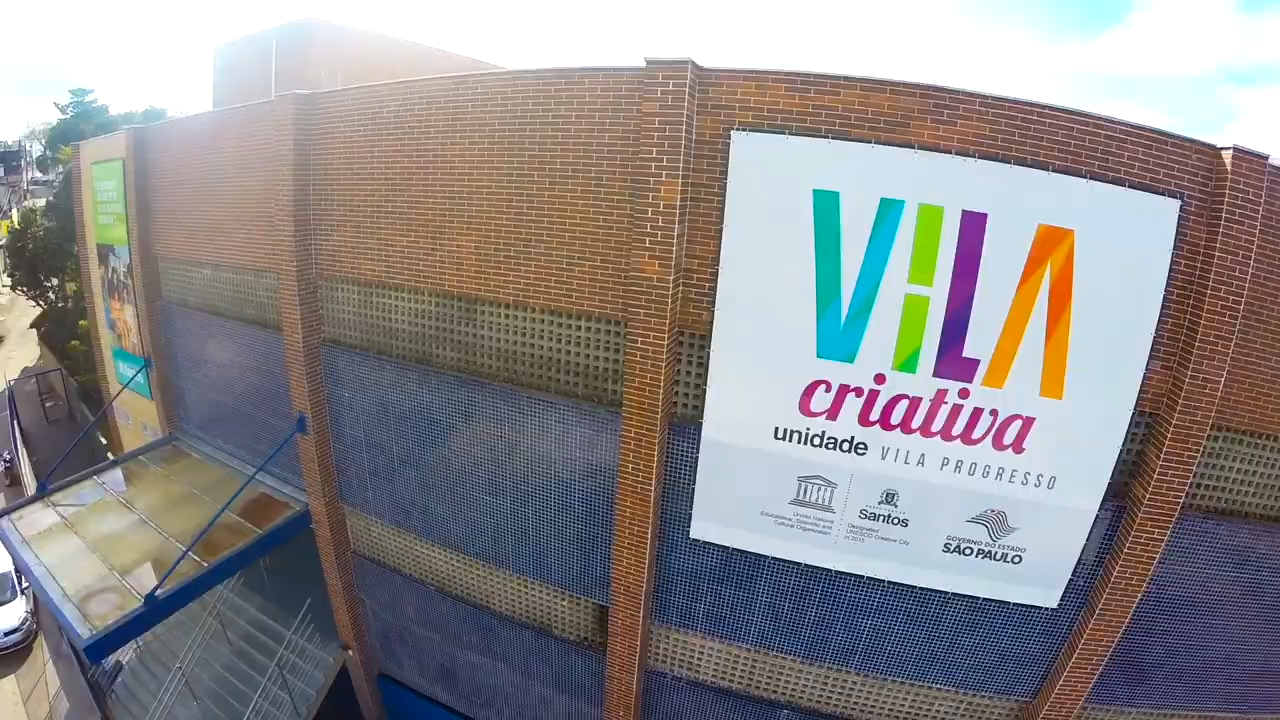 VILA
criativa
unidade VILA PROGRESSO
UNESCO
United Nations
Educational, Scientific and
Cultural Organization
Santos
Designated
UNESCO Creative City
in 2015
GOVERNO DO ESTADO
SÃO PAULO